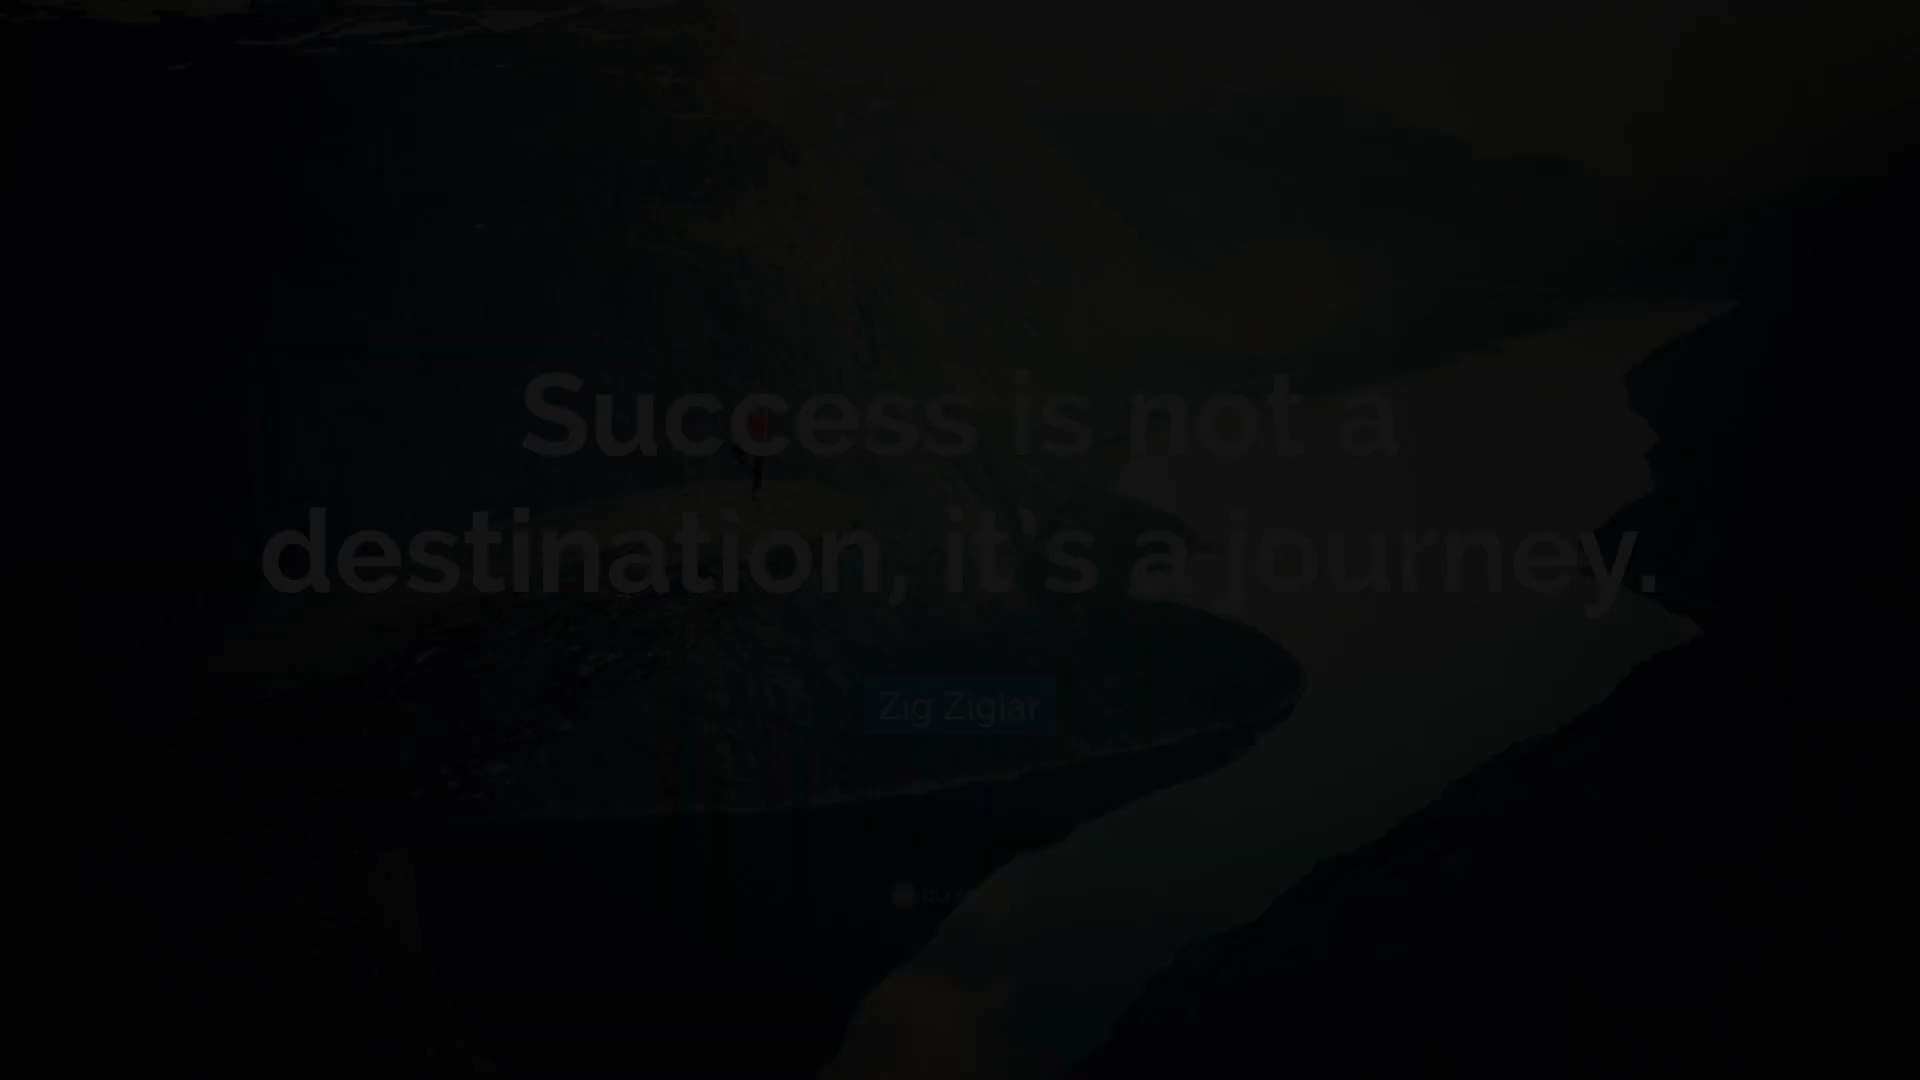 Success is not a
destination, it's a journey.
Zig Ziglar